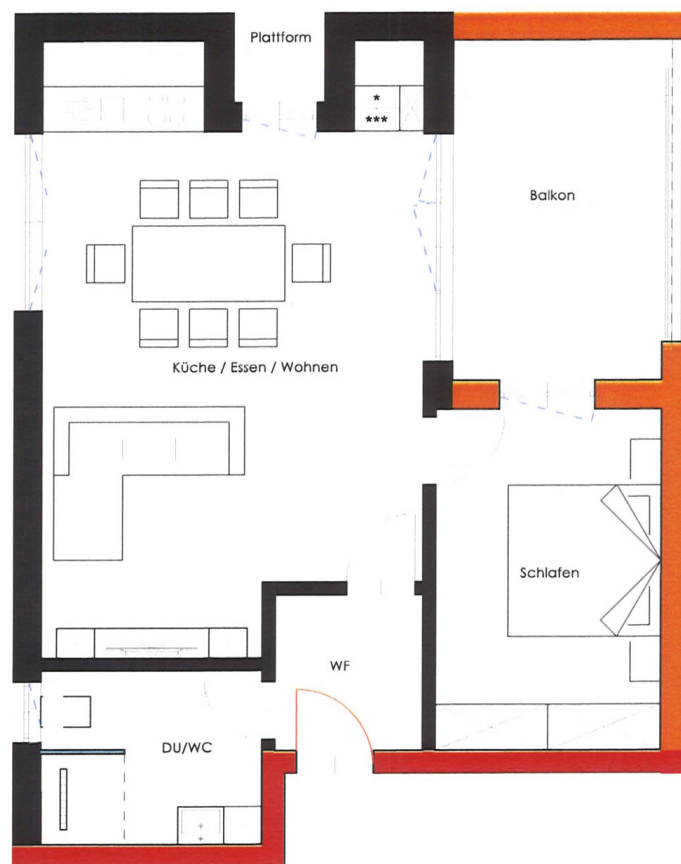 Plattform
*
***
Balkon
Küche / Essen / Wohnen
Schlafen
WF
DU/WC